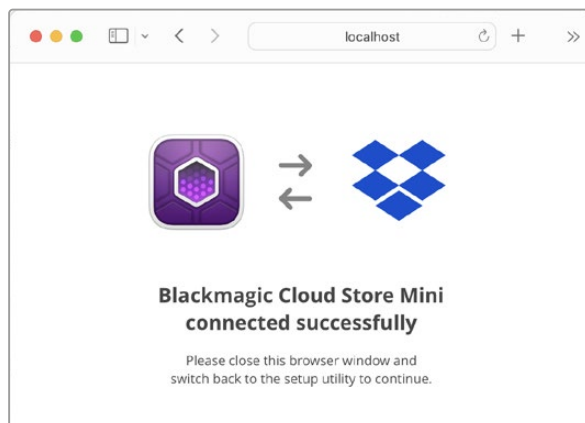 localhost
Blackmagic Cloud Store Mini
connected successfully
Please close this browser window and
switch back to the setup utility to continue.